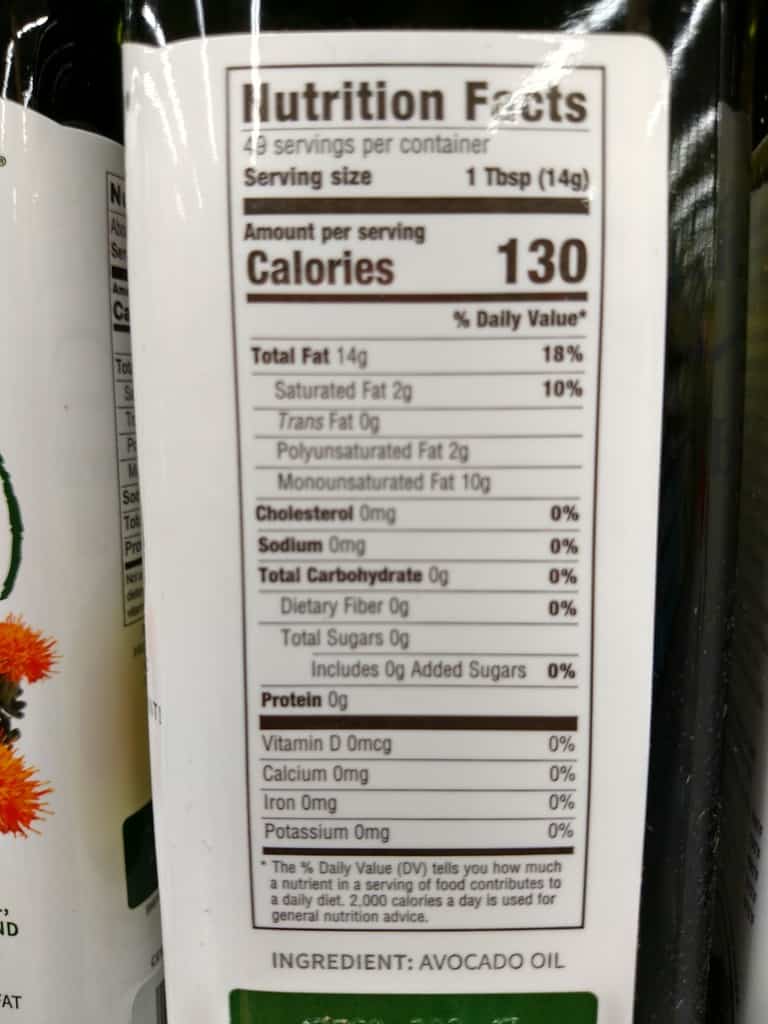 Nutrition Facts
49 servings per container
Serving size 1 Tbsp (14g)
Amount per serving
Calories 130
% Daily Value*
Total Fat 14g 18%
Saturated Fat 2g 10%
Trans Fat 0g
Polyunsaturated Fat 2g
Monounsaturated Fat 10g
Cholesterol 0mg 0%
Sodium 0mg 0%
Total Carbohydrate 0g 0%
Dietary Fiber 0g 0%
Total Sugars 0g
Includes 0g Added Sugars 0%
Protein 0g
Vitamin D 0mcg 0%
Calcium 0mg 0%
Iron 0mg 0%
Potassium 0mg 0%
* The % Daily Value (DV) tells you how much
a nutrient in a serving of food contributes to
a daily diet. 2,000 calories a day is used for
general nutrition advice.
INGREDIENT: AVOCADO OIL